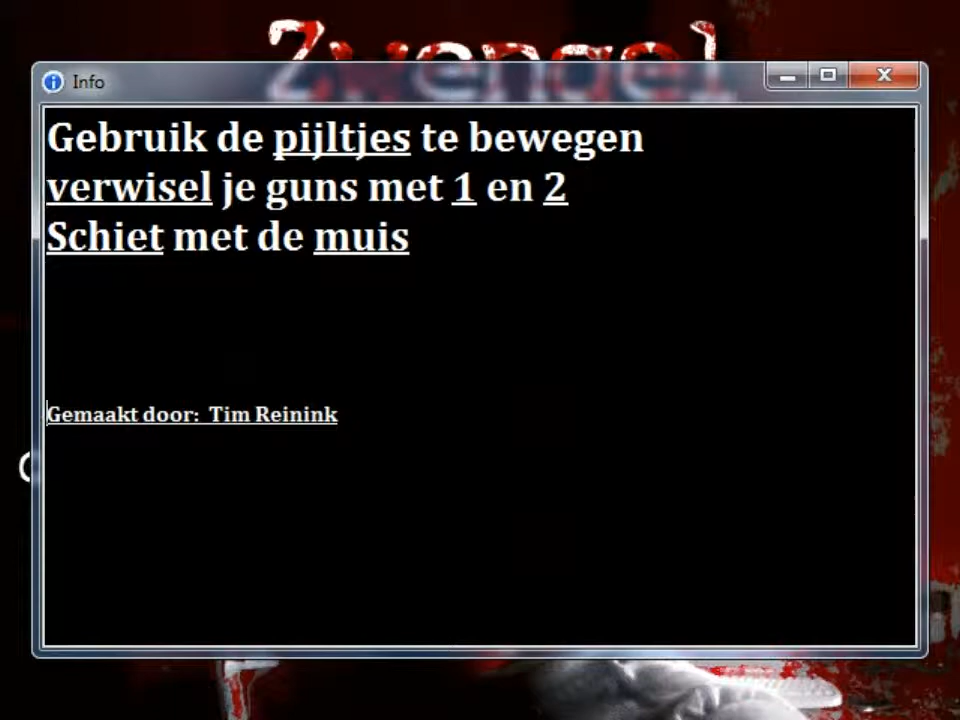 Zwengel
Info
Gebruik de pijltjes te bewegen
verwisel je guns met 1 en 2
Schiet met de muis
Gemaakt door: Tim Reinink